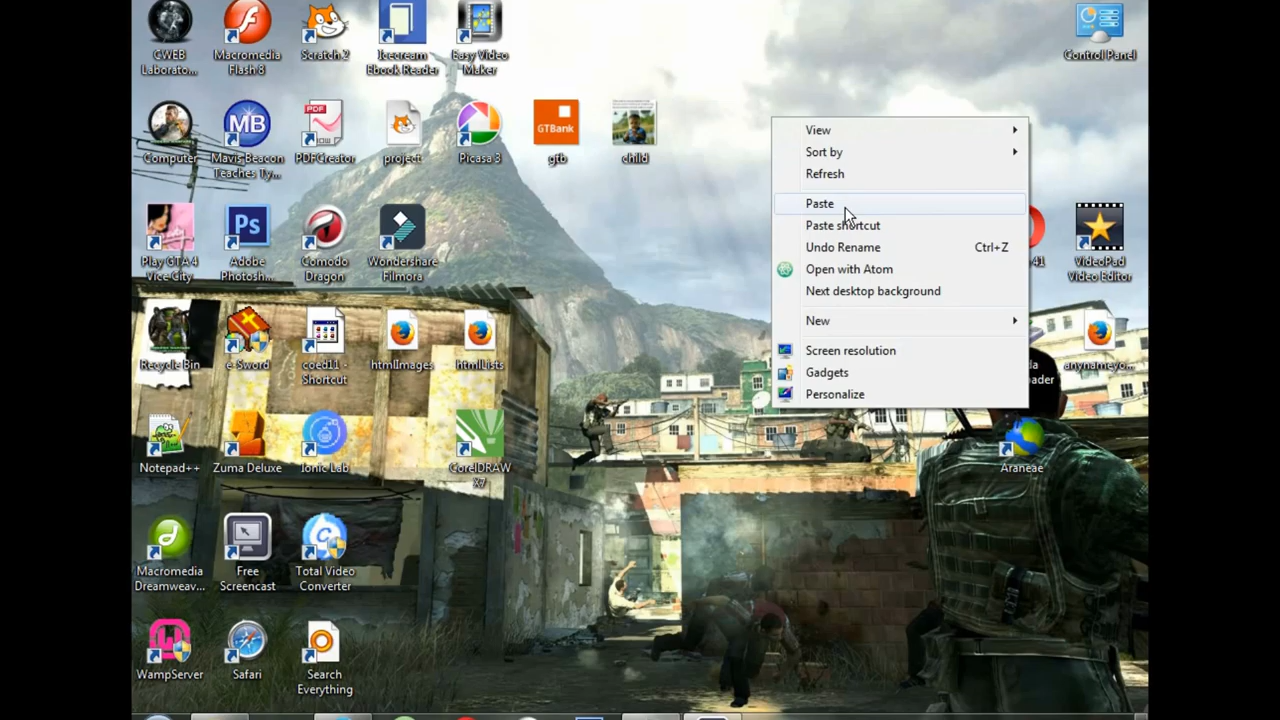 CWEB
Laborato...
Macromedia
Flash 8
Scratch 2
Icecream
Ebook Reader
Easy Video
Maker
Control Panel
Computer
MB
Mavis Beacon
Teaches Ty...
PDF
PDFCreator
project
Picasa 3
GTBank
gtb
child
View
Sort by
Refresh
Paste
Paste shortcut
Undo Rename Ctrl+Z
Open with Atom
Next desktop background
New
Screen resolution
Gadgets
Personalize
Play GTA 4
Vice City
Ps
Adobe
Photosh...
Comodo
Dragon
Wondershare
Filmora
41
VideoPad
Video Editor
Recycle Bin
e-Sword
coed11 -
Shortcut
htmlImages
htmlLists
anynameyo...
Notepad++
Zuma Deluxe
Ionic Lab
CorelDRAW
X7
Araneae
Macromedia
Dreamweav...
Free
Screencast
Total Video
Converter
WampServer
Safari
Search
Everything